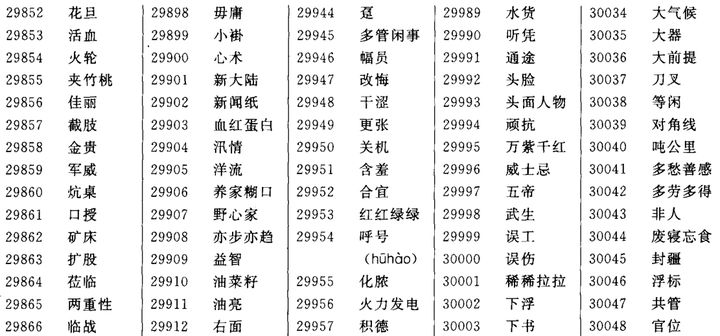 29852 花旦
29853 活血
29854 火轮
29855 夹竹桃
29856 佳丽
29857 截肢
29858 金贵
29859 军威
29860 炕桌
29861 口授
29862 矿床
29863 扩股
29864 莅临
29865 两重性
29866 临战
29898 毋庸
29899 小褂
29900 心术
29901 新大陆
29902 新闻纸
29903 血红蛋白
29904 汛情
29905 洋流
29906 养家糊口
29907 野心家
29908 亦步亦趋
29909 益智
29910 油菜籽
29911 油亮
29912 右面
29944 趸
29945 多管闲事
29946 幅员
29947 改悔
29948 干涩
29949 更张
29950 关机
29951 含羞
29952 合宜
29953 红红绿绿
29954 呼号
(hūhào)
29955 化脓
29956 火力发电
29957 积德
29989 水货
29990 听凭
29991 通途
29992 头脸
29993 头面人物
29994 顽抗
29995 万紫千红
29996 威士忌
29997 五帝
29998 武生
29999 误工
30000 误伤
30001 稀稀拉拉
30002 下浮
30003 下书
30034 大气候
30035 大器
30036 大前提
30037 刀叉
30038 等闲
30039 对角线
30040 吨公里
30041 多愁善感
30042 多劳多得
30043 非人
30044 废寝忘食
30045 封疆
30046 浮标
30047 共管
30048 官位